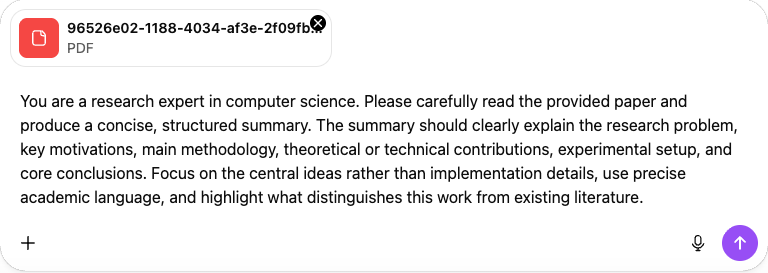 96526e02-1188-4034-af3e-2f09fb...
PDF
You are a research expert in computer science. Please carefully read the provided paper and
produce a concise, structured summary. The summary should clearly explain the research problem,
key motivations, main methodology, theoretical or technical contributions, experimental setup, and
core conclusions. Focus on the central ideas rather than implementation details, use precise
academic language, and highlight what distinguishes this work from existing literature.